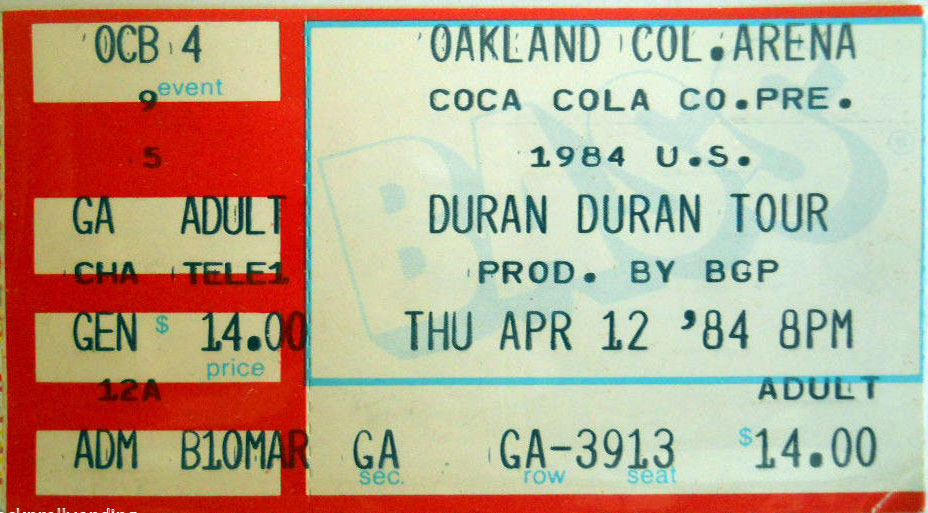 OCB 4
event
9
5
GA ADULT
CHA TELE1
GEN $ 14.00
price
12A
ADM B10MAR
OAKLAND COL.ARENA
COCA COLA CO.PRE.
1984 U.S.
DURAN DURAN TOUR
PROD. BY BGP
THU APR 12 '84 8PM
BASS
ADULT
GA GA-3913 $14.00
sec. row seat